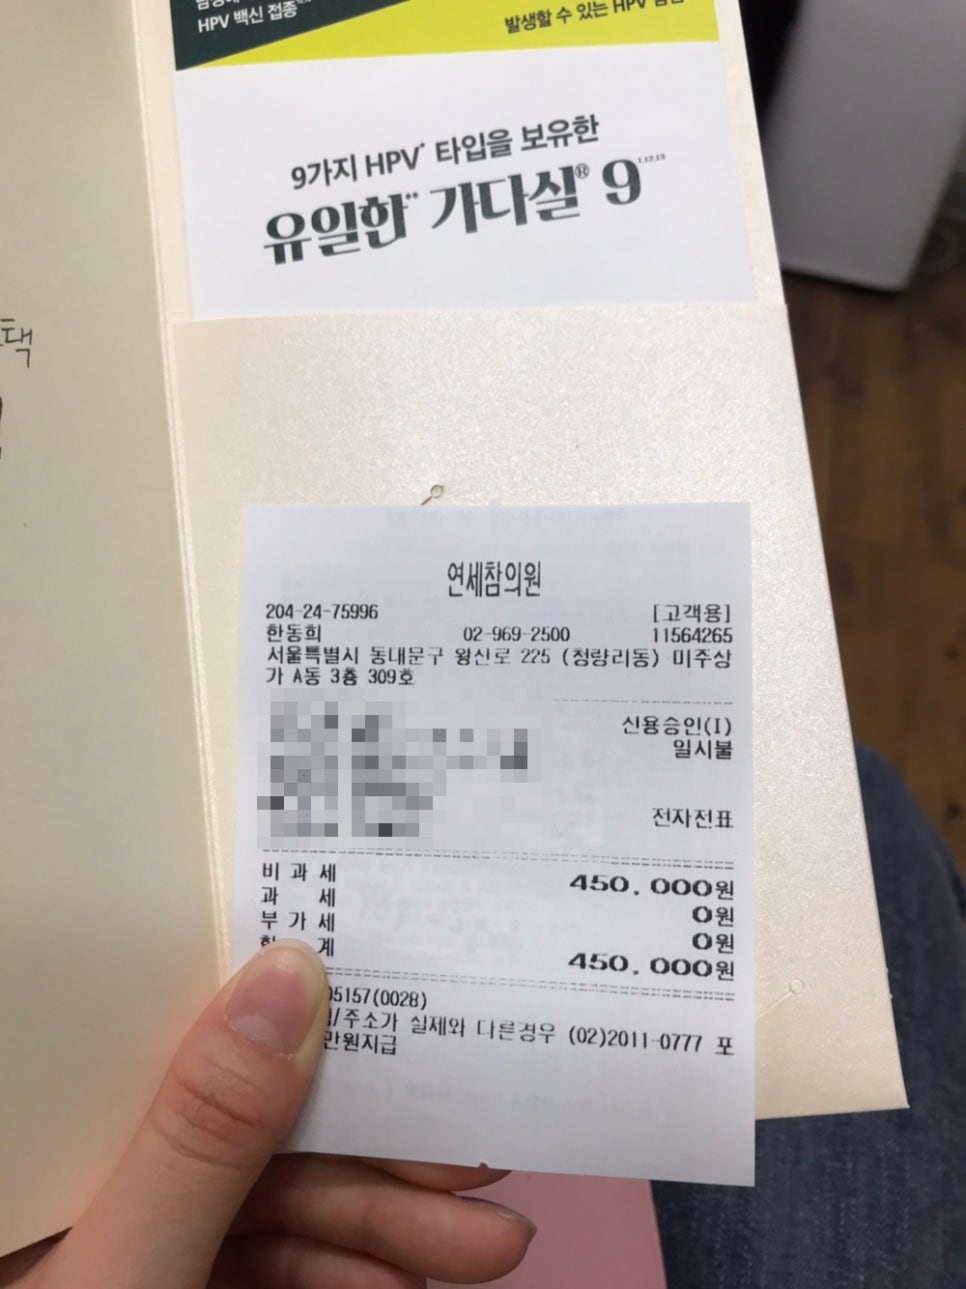 HPV 백신 접종
발생할 수 있는 HPV
9가지 HPV* 타입을 보유한
유일한** 가다실® 9
택
연세참의원
204-24-75996 [고객용]
한동희 02-969-2500 11564265
서울특별시 동대문구 왕산로 225 (청량리동) 미주상
가 A동 3층 309호
신용승인(I)
일시불
전자전표
비 과 세 450,000원
과 세 0원
부 가 세 0원
계 450,000원
05157(0028)
/주소가 실제와 다른경우 (02)2011-0777 포
만원지급